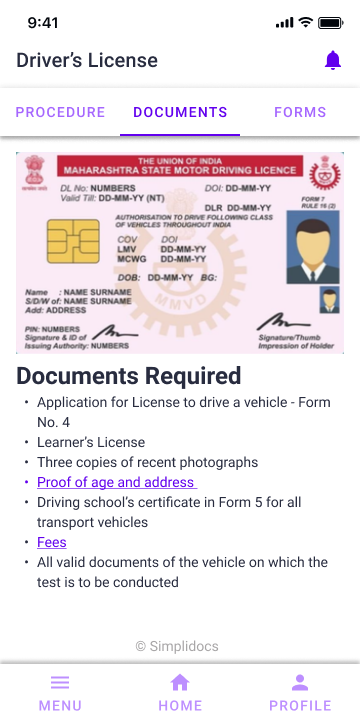 9:41
Driver's License
PROCEDURE DOCUMENTS FORMS
THE UNION OF INDIA
MAHARASHTRA STATE MOTOR DRIVING LICENCE
DL No: NUMBERS DOI: DD-MM-YY
Valid Till: DD-MM-YY (NT)
DLR DD-MM-YY
FORM 7
RULE 16 (2)
AUTHORISATION TO DRIVE FOLLOWING CLASS
OF VEHICLES THROUGHOUT INDIA
COV DOI
LMV DD-MM-YY
MCWG DD-MM-YY
DOB: DD-MM-YY BG:
MMVD
Name : NAME SURNAME
S/D/W of: NAME SURNAME
Add: ADDRESS
PIN: NUMBERS
Signature & ID of
Issuing Authority: NUMBERS
Signature/Thumb
Impression of Holder
Documents Required
• Application for License to drive a vehicle - Form
No. 4
• Learner's License
• Three copies of recent photographs
• Proof of age and address
• Driving school's certificate in Form 5 for all
transport vehicles
• Fees
• All valid documents of the vehicle on which the
test is to be conducted
© Simplidocs
MENU HOME PROFILE